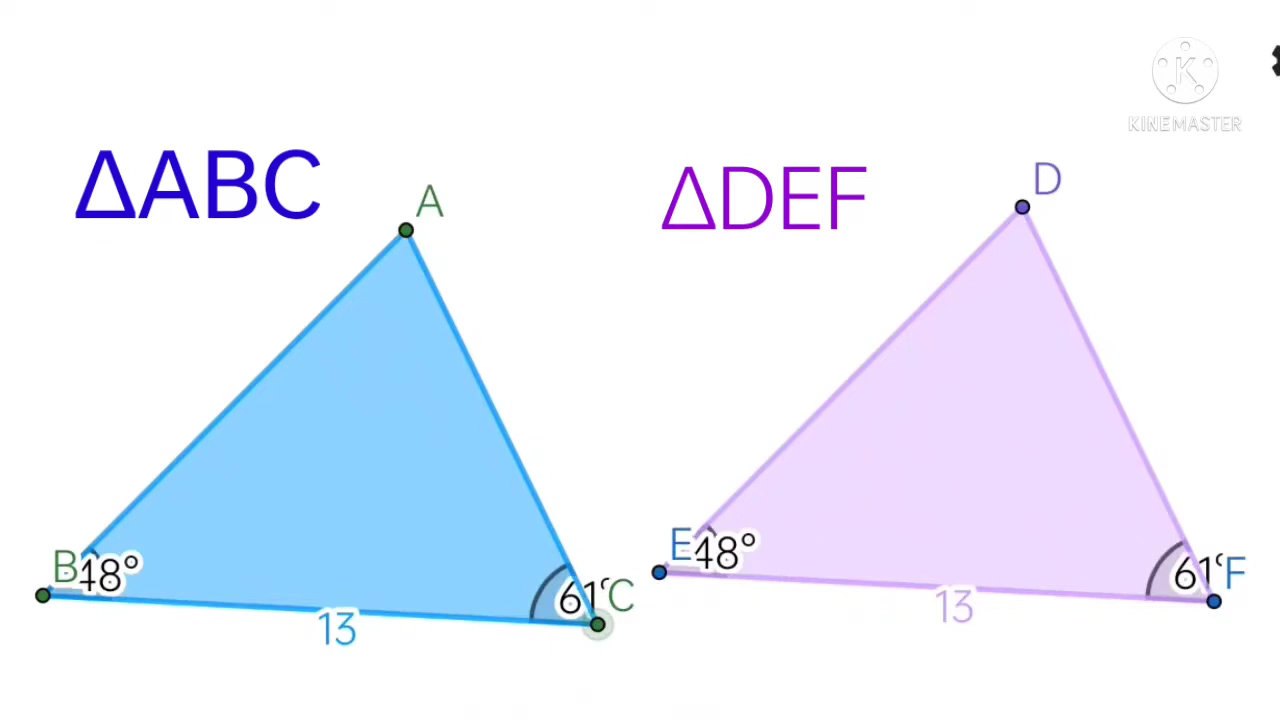 KINEMASTER
ΔABC
A
ΔDEF
D
B
48°
61°
C
13
E
48°
61°
F
13